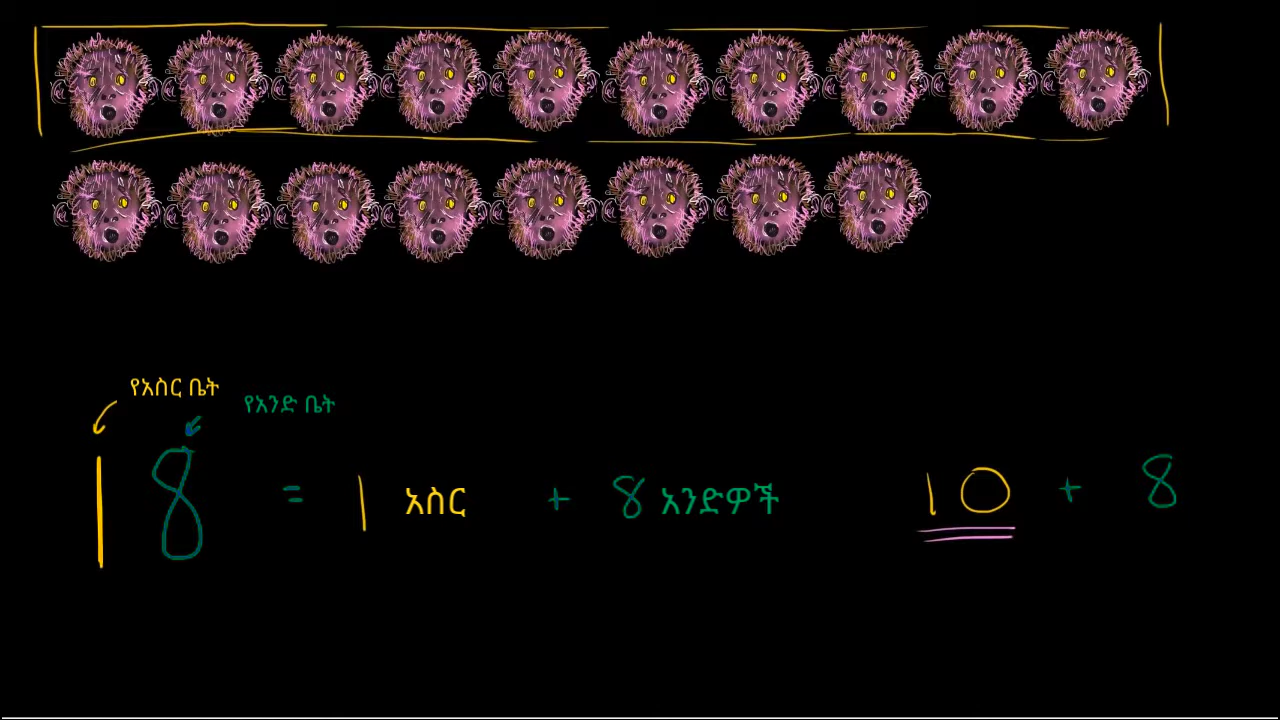 የአስር ቤት
የአንድ ቤት
18 = 1 አስር + 8 አንድዎች 10 + 8